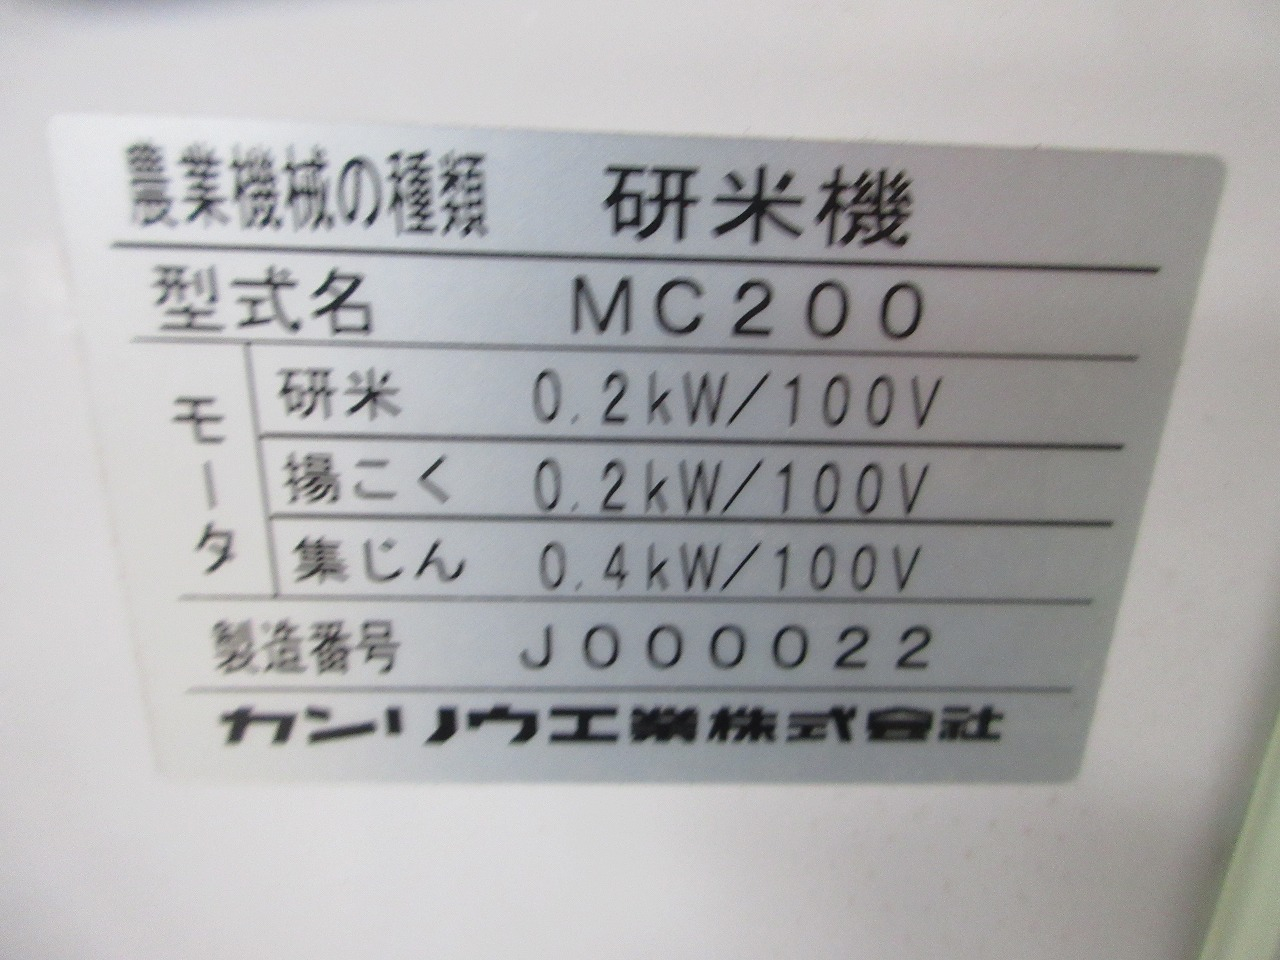 農業機械の種類 研米機
型式名 MC200
モータ
研米 0.2kW/100V
揚こく 0.2kW/100V
集じん 0.4kW/100V
製造番号 J000022
カンリウ工業株式会社